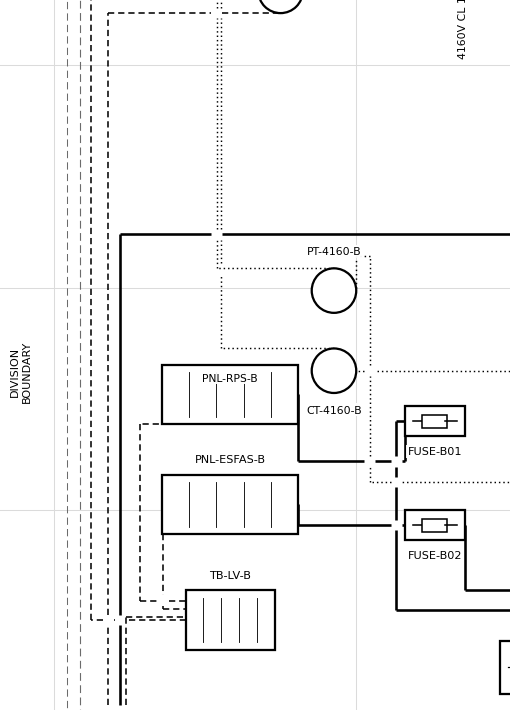 4160V CL 1
PT-4160-B
DIVISION
BOUNDARY
PNL-RPS-B
CT-4160-B
FUSE-B01
PNL-ESFAS-B
FUSE-B02
TB-LV-B